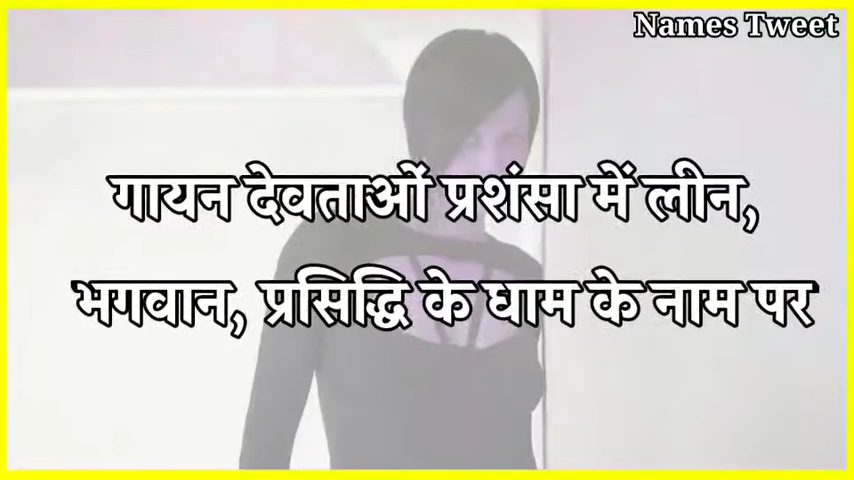 Names Tweet
गायन देवताओं प्रशंसा में लीन,
भगवान, प्रसिद्धि के धाम के नाम पर